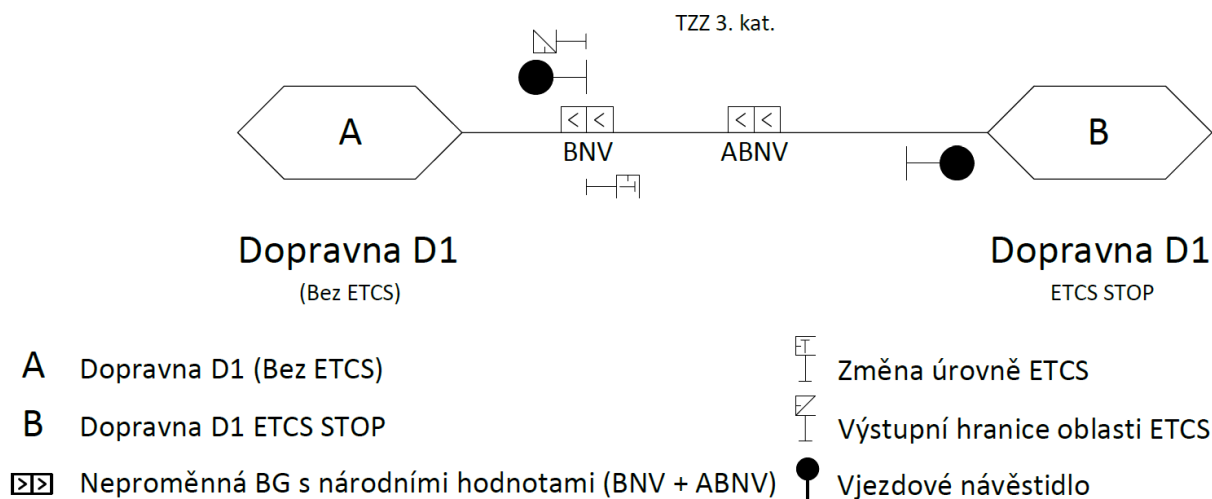 TZZ 3. kat.
A
B
BNV
ABNV
Dopravna D1
(Bez ETCS)
Dopravna D1
ETCS STOP
A Dopravna D1 (Bez ETCS)
B Dopravna D1 ETCS STOP
Neproměnná BG s národními hodnotami (BNV + ABNV)
Změna úrovně ETCS
Výstupní hranice oblasti ETCS
Vjezdové návěstidlo